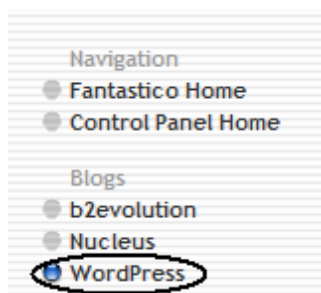 Navigation
Fantastico Home
Control Panel Home
Blogs
b2evolution
Nucleus
WordPress